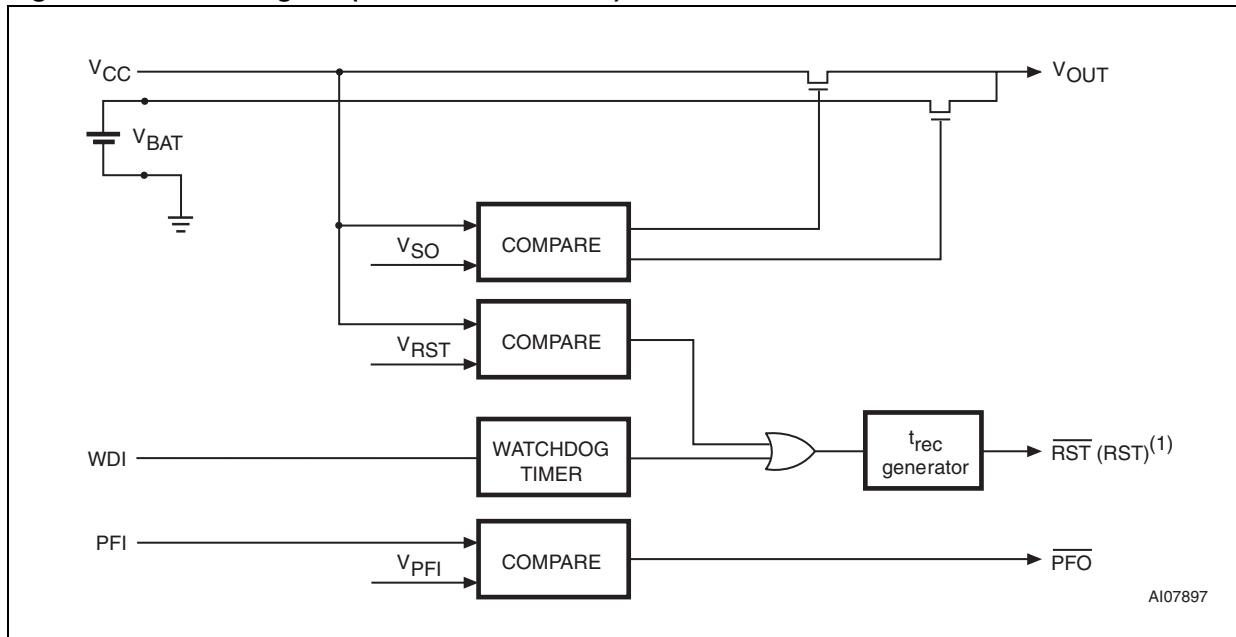 VCC
VOUT
VBAT
COMPARE
VSO
COMPARE
VRST
WDI
WATCHDOG
TIMER
trec
generator
RST (RST)(1)
PFI
COMPARE
VPFI
PFO
AI07897